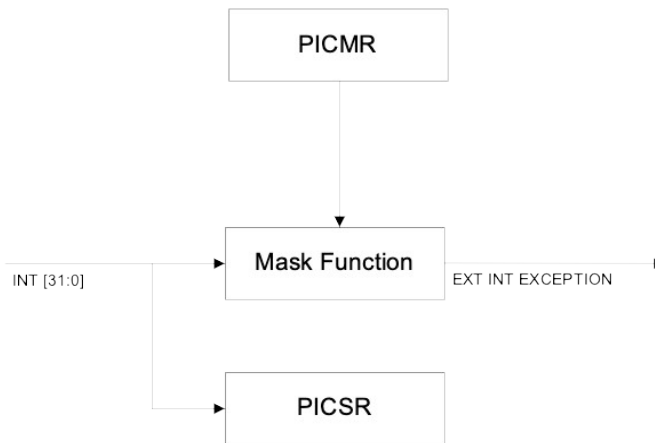 PICMR
Mask Function
INT [31:0]
EXT INT EXCEPTION
PICSR